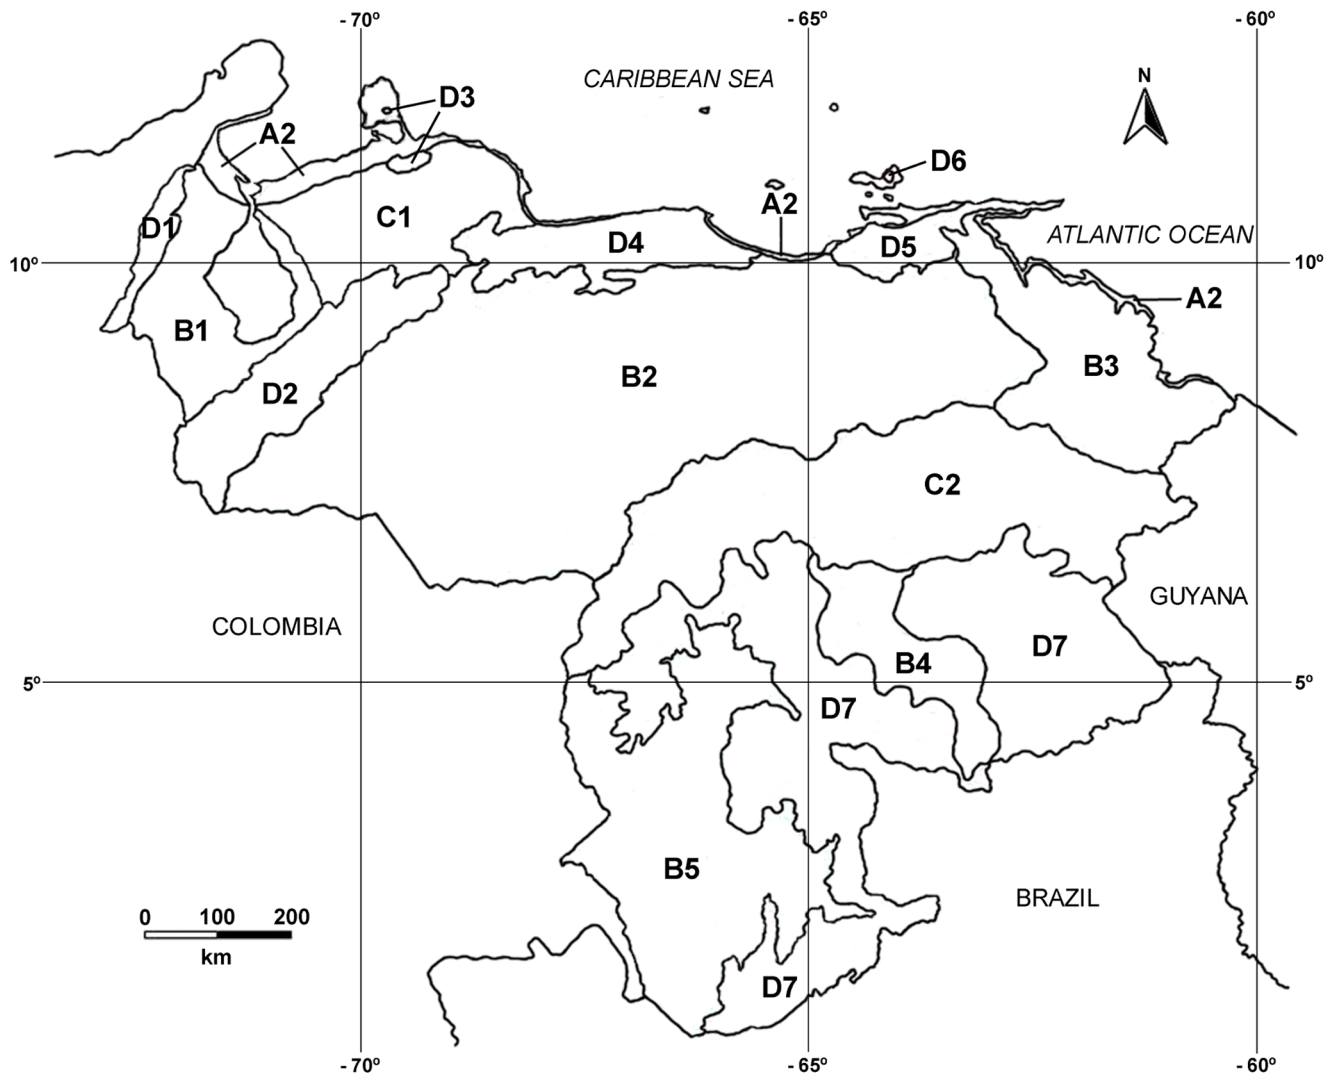 - 70º
- 65º
- 60º
CARIBBEAN SEA
N
D3
A2
D6
A2
D1
C1
D4
D5
ATLANTIC OCEAN
10º
10º
A2
B1
B2
B3
D2
C2
COLOMBIA
GUYANA
B4
D7
5º
5º
D7
B5
BRAZIL
0 100 200
km
D7
- 70º
- 65º
- 60º